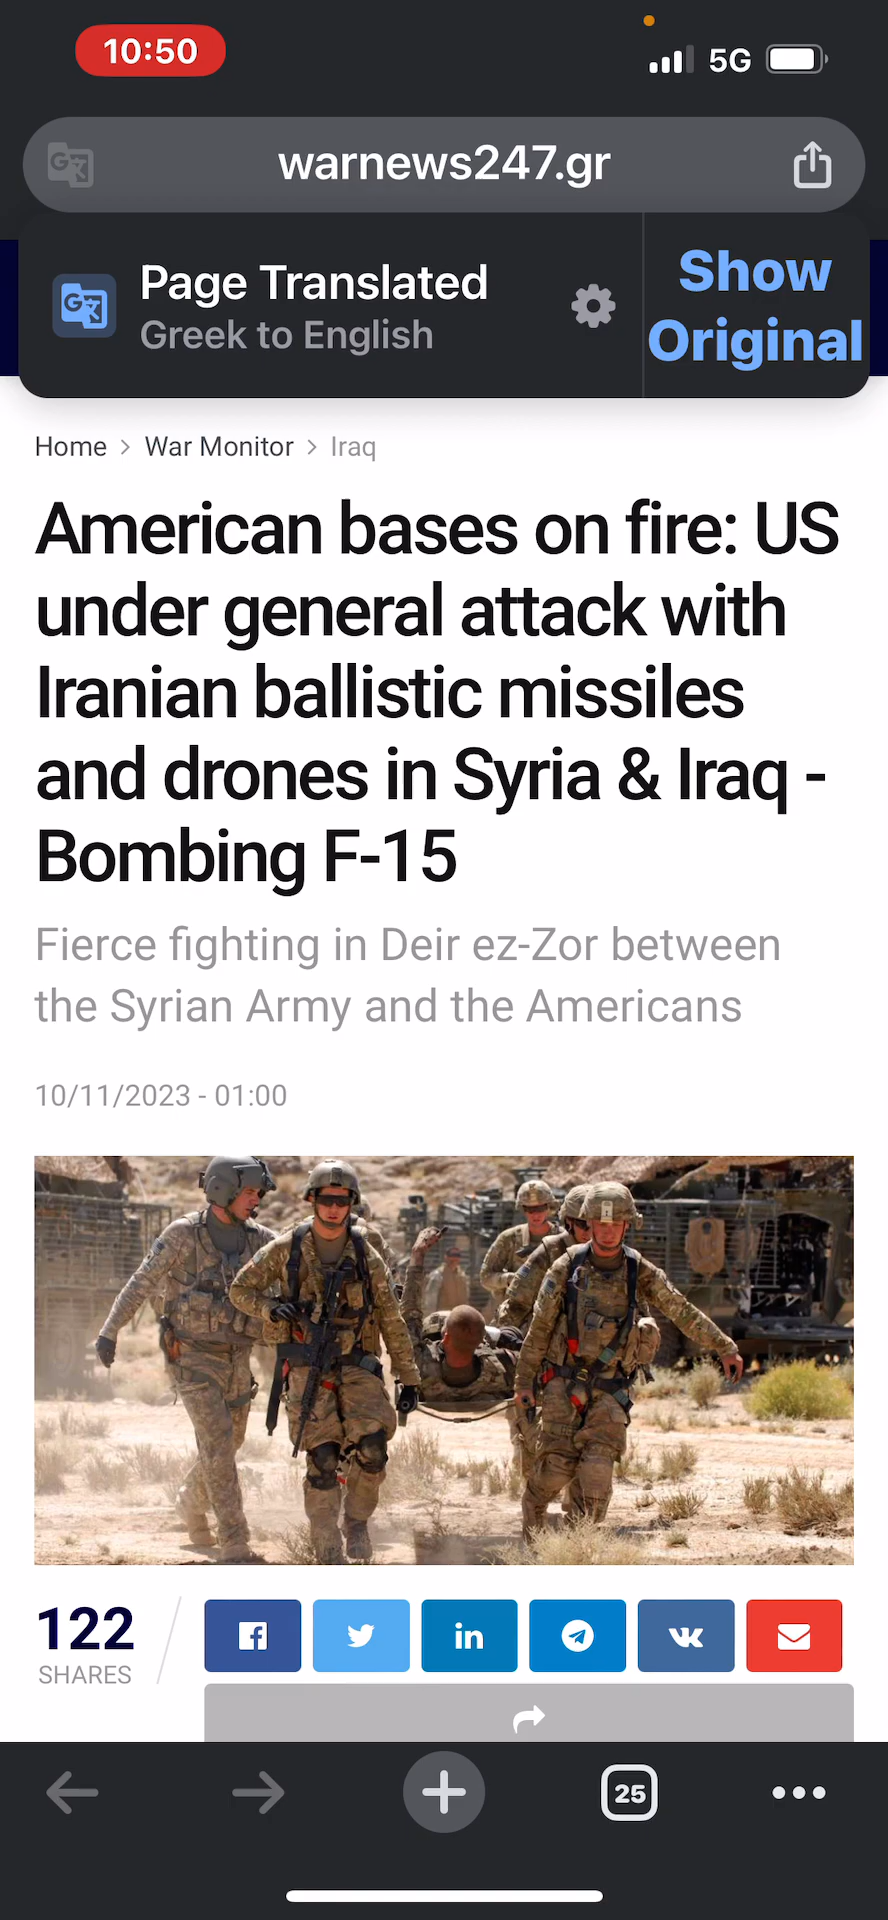 10:50
5G
warnews247.gr
Page Translated
Greek to English
Show
Original
Home > War Monitor > Iraq
American bases on fire: US
under general attack with
Iranian ballistic missiles
and drones in Syria & Iraq -
Bombing F-15
Fierce fighting in Deir ez-Zor between
the Syrian Army and the Americans
10/11/2023 - 01:00
122
SHARES
25